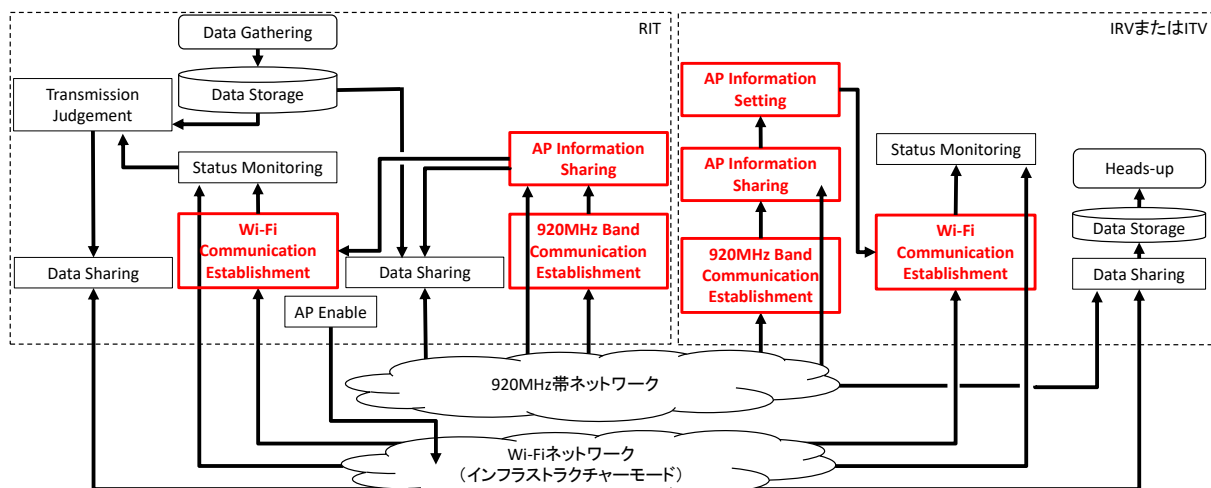 RIT
Data Gathering
Data Storage
Transmission
Judgement
Status Monitoring
AP Information
Sharing
Wi-Fi
Communication
Establishment
920MHz Band
Communication
Establishment
Data Sharing
Data Sharing
AP Enable
IRVまたはITV
AP Information
Setting
AP Information
Sharing
Status Monitoring
Heads-up
Data Storage
Wi-Fi
Communication
Establishment
920MHz Band
Communication
Establishment
Data Sharing
920MHz帯ネットワーク
Wi-Fiネットワーク
（インフラストラクチャーモード）